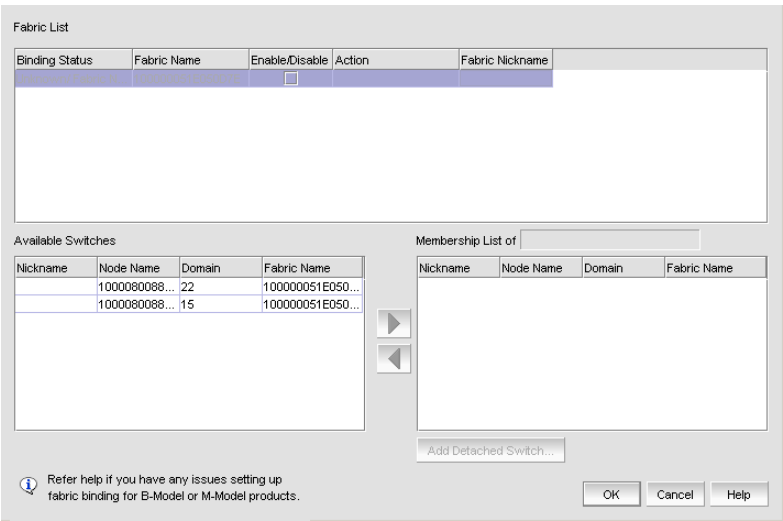 Fabric List
Binding Status Fabric Name Enable/Disable Action Fabric Nickname
Available Switches
Membership List of
Nickname Node Name Domain Fabric Name
Nickname Node Name Domain Fabric Name
1000080088... 22 100000051E050...
1000080088... 15 100000051E050...
Add Detached Switch...
Refer help if you have any issues setting up
fabric binding for B-Model or M-Model products.
OK Cancel Help